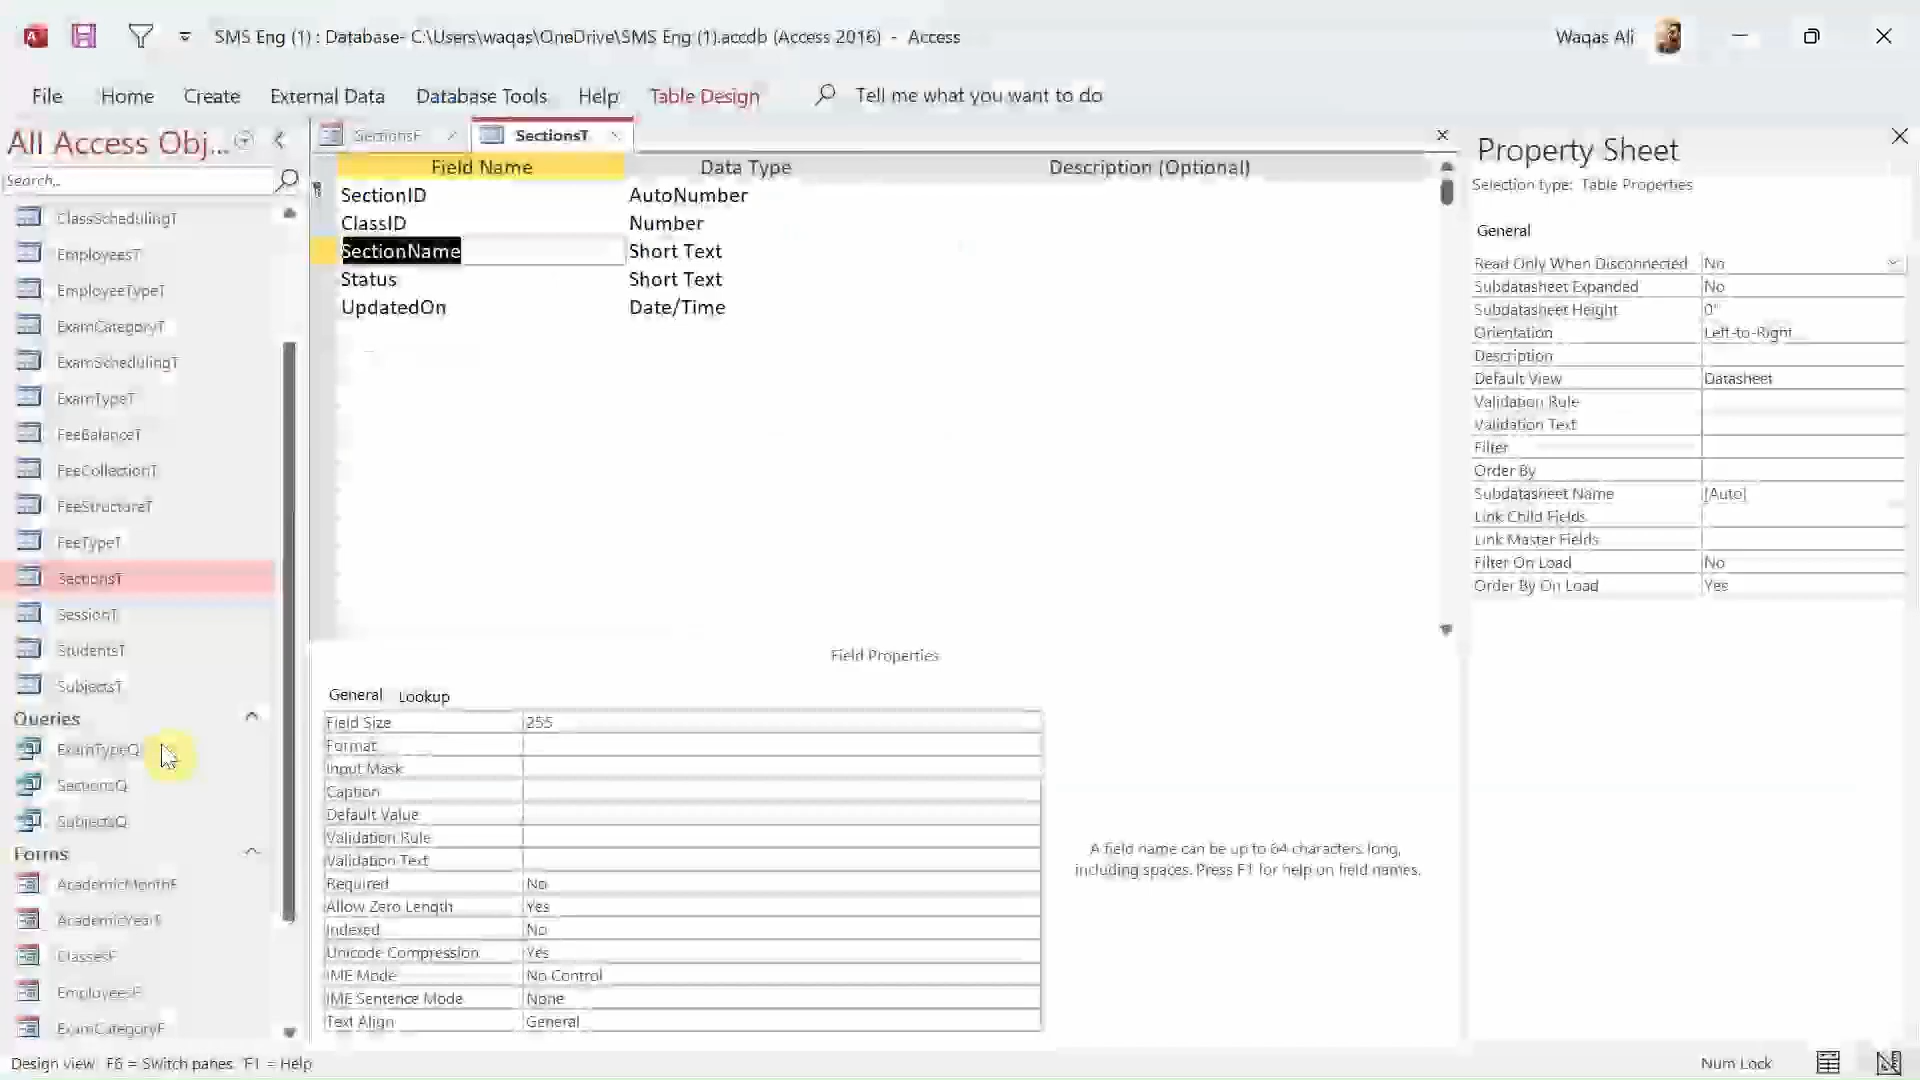 SMS Eng (1) : Database- C:\Users\waqas\OneDrive\SMS Eng (1).accdb (Access 2016) - Access
Waqas Ali
File Home Create External Data Database Tools Help Table Design Tell me what you want to do
All Access Obj...
Search...
ClassSchedulingT
EmployeesT
EmployeeTypeT
ExamCategoryT
ExamSchedulingT
ExamTypeT
FeeBalanceT
FeeCollectionT
FeeStructureT
FeeTypeT
SectionsT
SessionT
StudentsT
SubjectsT
Queries
ExamTypeQ
SectionsQ
SubjectsQ
Forms
AcademicMonthF
AcademicYearF
ClassesF
EmployeesF
ExamCategoryF
SectionsF SectionsT
Field Name Data Type Description (Optional)
SectionID AutoNumber
ClassID Number
SectionName Short Text
Status Short Text
UpdatedOn Date/Time
Field Properties
General Lookup
Field Size 255
Format
Input Mask
Caption
Default Value
Validation Rule
Validation Text
Required No
Allow Zero Length Yes
Indexed No
Unicode Compression Yes
IME Mode No Control
IME Sentence Mode None
Text Align General
A field name can be up to 64 characters long,
including spaces. Press F1 for help on field names.
Property Sheet
Selection type: Table Properties
General
Read Only When Disconnected No
Subdatasheet Expanded No
Subdatasheet Height 0"
Orientation Left-to-Right
Description
Default View Datasheet
Validation Rule
Validation Text
Filter
Order By
Subdatasheet Name [Auto]
Link Child Fields
Link Master Fields
Filter On Load No
Order By On Load Yes
Design view. F6 = Switch panes. F1 = Help
Num Lock